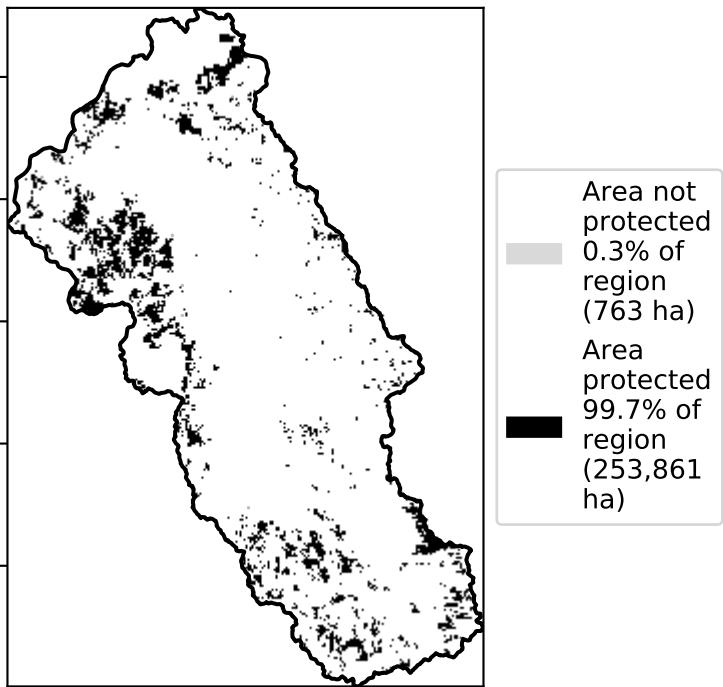 Area not
protected
0.3% of
region
(763 ha)
Area
protected
99.7% of
region
(253,861
ha)